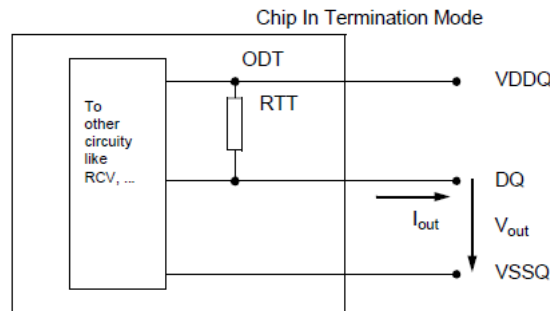 Chip In Termination Mode
ODT
VDDQ
To
other
circuity
like
RCV, ...
RTT
DQ
Iout
Vout
VSSQ